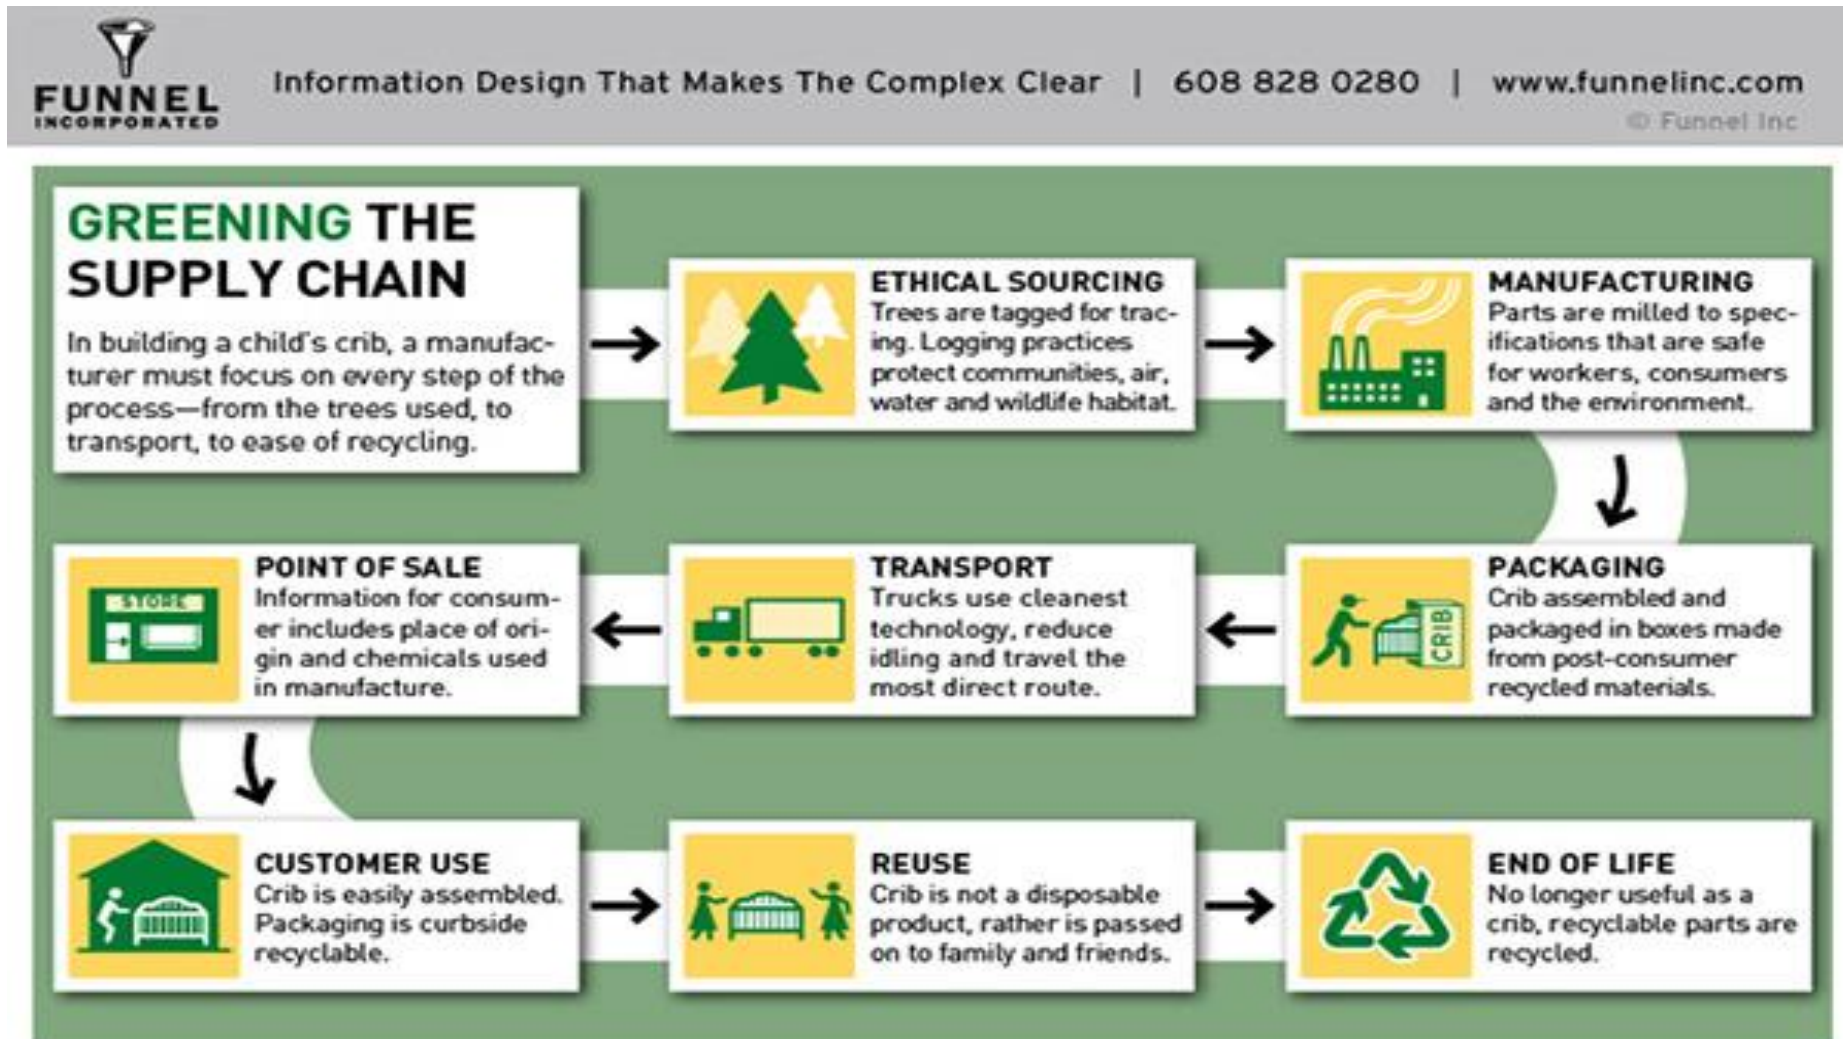 FUNNEL
INCORPORATED
Information Design That Makes The Complex Clear | 608 828 0280 | www.funnelinc.com
© Funnel Inc
GREENING THE
SUPPLY CHAIN
In building a child's crib, a manufac-
turer must focus on every step of the
process—from the trees used, to
transport, to ease of recycling.
ETHICAL SOURCING
Trees are tagged for trac-
ing. Logging practices
protect communities, air,
water and wildlife habitat.
MANUFACTURING
Parts are milled to spec-
ifications that are safe
for workers, consumers
and the environment.
PACKAGING
Crib assembled and
packaged in boxes made
from post-consumer
recycled materials.
CRIB
TRANSPORT
Trucks use cleanest
technology, reduce
idling and travel the
most direct route.
POINT OF SALE
Information for consum-
er includes place of ori-
gin and chemicals used
in manufacture.
STORE
CUSTOMER USE
Crib is easily assembled.
Packaging is curbside
recyclable.
REUSE
Crib is not a disposable
product, rather is passed
on to family and friends.
END OF LIFE
No longer useful as a
crib, recyclable parts are
recycled.